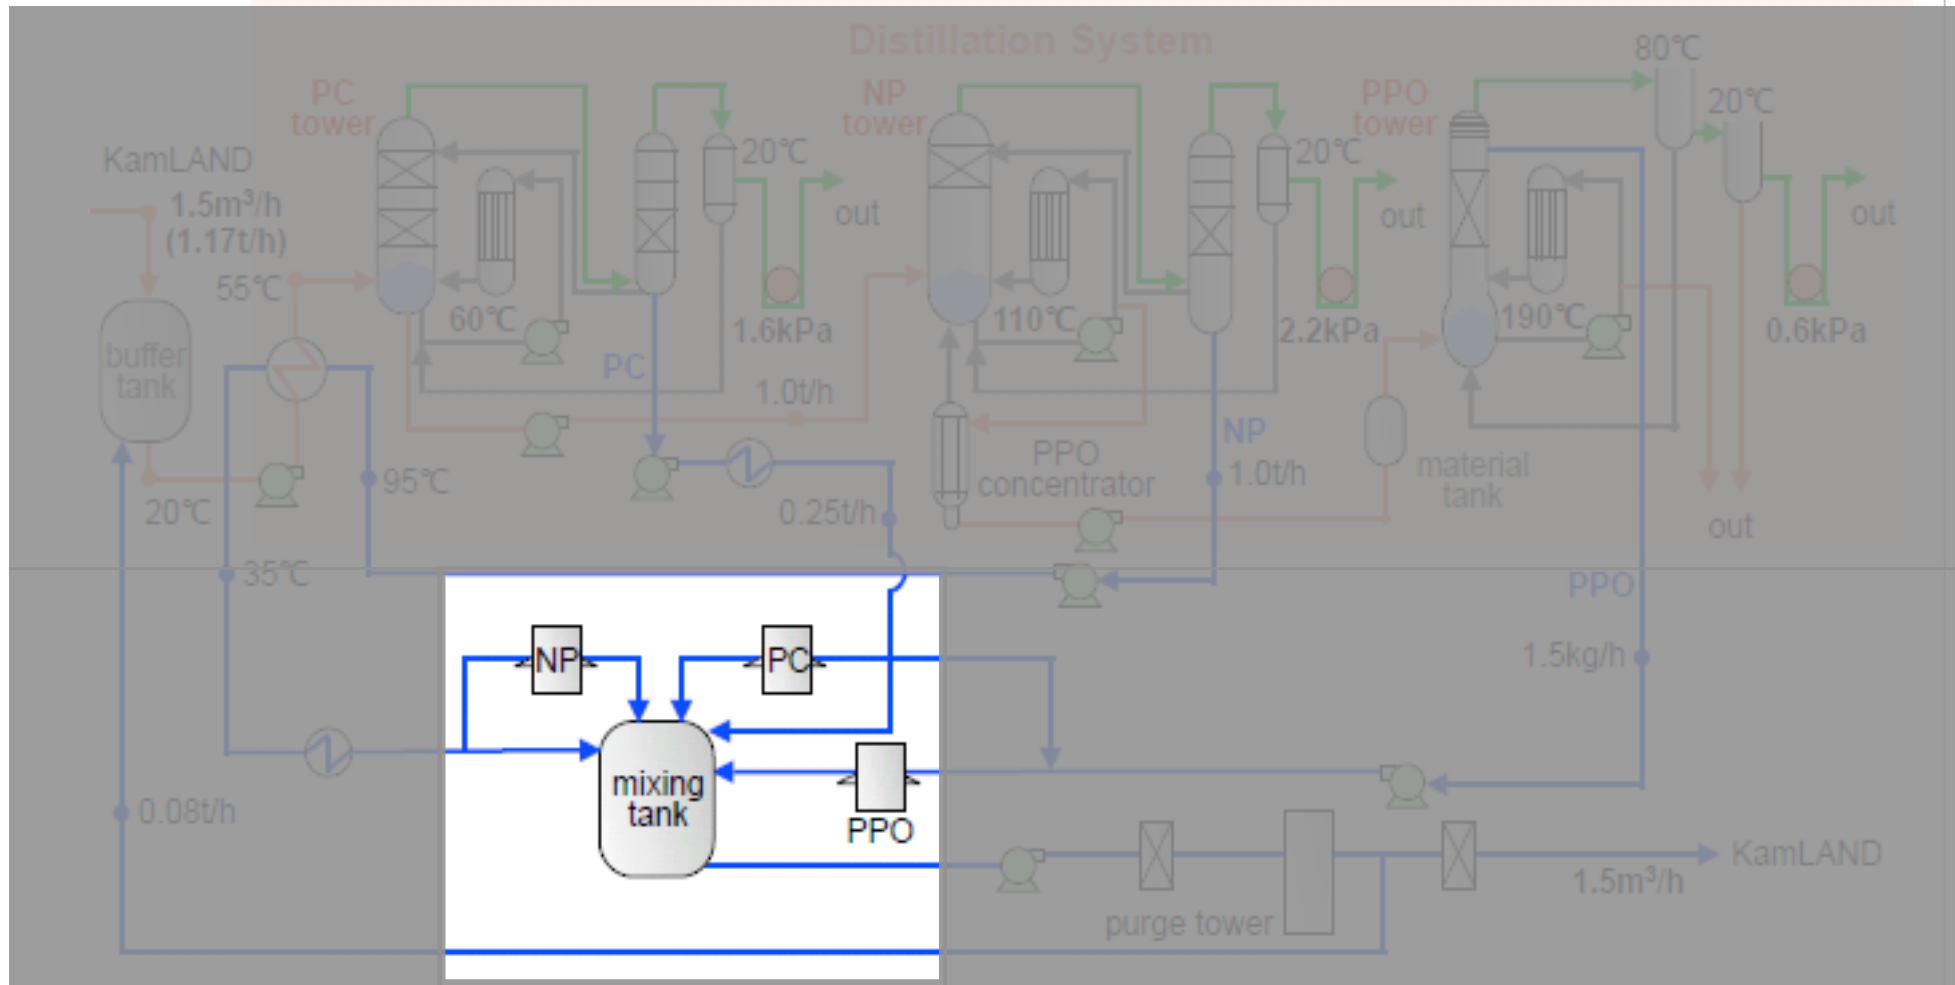 Distillation System
80℃
PC
tower
NP
tower
PPO
tower
20℃
20℃
20℃
KamLAND
1.5m³/h
(1.17t/h)
out
out
out
55℃
60℃
110℃
190℃
1.6kPa
2.2kPa
0.6kPa
buffer
tank
PC
1.0t/h
NP
1.0t/h
PPO
concentrator
material
tank
95℃
20℃
0.25t/h
out
35℃
PPO
NP
PC
1.5kg/h
mixing
tank
PPO
0.08t/h
KamLAND
1.5m³/h
purge tower